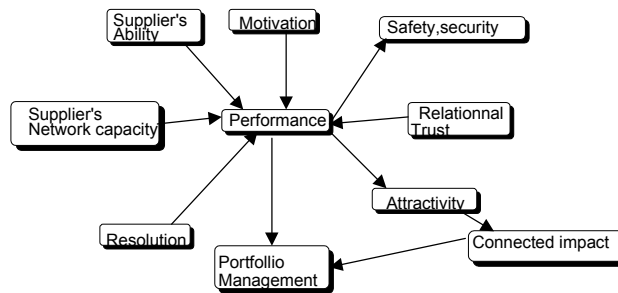 Supplier's
Ability
Motivation
Safety,security
Supplier's
Network capacity
Performance
Relationnal
Trust
Attractivity
Resolution
Portfollio
Management
Connected impact